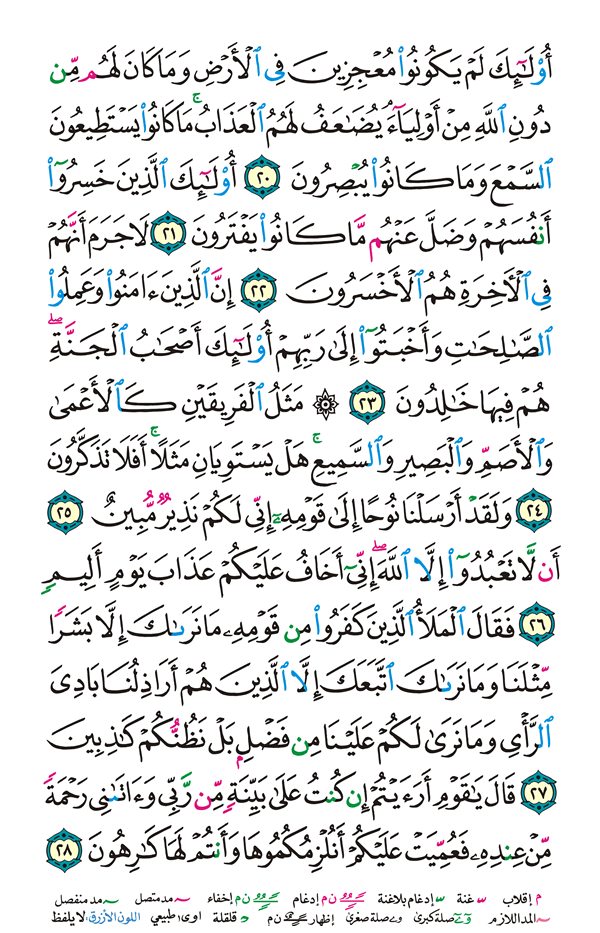 أُوْلَٰٓئِكَ لَمْ يَكُونُوا۟ مُعْجِزِينَ فِى ٱلْأَرْضِ وَمَا كَانَ لَهُم مِّن
دُونِ ٱللَّهِ مِنْ أَوْلِيَآءَ يُضَٰعَفُ لَهُمُ ٱلْعَذَابُ ۚ مَا كَانُوا۟ يَسْتَطِيعُونَ
ٱلسَّمْعَ وَمَا كَانُوا۟ يُبْصِرُونَ ٢٠ أُوْلَٰٓئِكَ ٱلَّذِينَ خَسِرُوٓا۟
أَنفُسَهُمْ وَضَلَّ عَنْهُم مَّا كَانُوا۟ يَفْتَرُونَ ٢١ لَا جَرَمَ أَنَّهُمْ
فِى ٱلْأَخِرَةِ هُمُ ٱلْأَخْسَرُونَ ٢٢ إِنَّ ٱلَّذِينَ ءَامَنُوا۟ وَعَمِلُوا۟
ٱلصَّٰلِحَٰتِ وَأَخْبَتُوٓا۟ إِلَىٰ رَبِّهِمْ أُوْلَٰٓئِكَ أَصْحَٰبُ ٱلْجَنَّةِ ۖ
هُمْ فِيهَا خَٰلِدُونَ ٢٣ ۞ مَثَلُ ٱلْفَرِيقَيْنِ كَٱلْأَعْمَىٰ
وَٱلْأَصَمِّ وَٱلْبَصِيرِ وَٱلسَّمِيعِ ۚ هَلْ يَسْتَوِيَانِ مَثَلًا ۚ أَفَلَا تَذَكَّرُونَ
٢٤ وَلَقَدْ أَرْسَلْنَا نُوحًا إِلَىٰ قَوْمِهِۦٓ إِنِّى لَكُمْ نَذِيرٌ مُّبِينٌ ٢٥
أَن لَّا تَعْبُدُوٓا۟ إِلَّا ٱللَّهَ ۖ إِنِّىٓ أَخَافُ عَلَيْكُمْ عَذَابَ يَوْمٍ أَلِيمٍ
٢٦ فَقَالَ ٱلْمَلَأُ ٱلَّذِينَ كَفَرُوا۟ مِن قَوْمِهِۦ مَا نَرَىٰكَ إِلَّا بَشَرًا
مِّثْلَنَا وَمَا نَرَىٰكَ ٱتَّبَعَكَ إِلَّا ٱلَّذِينَ هُمْ أَرَاذِلُنَا بَادِىَ
ٱلرَّأْىِ وَمَا نَرَىٰ لَكُمْ عَلَيْنَا مِن فَضْلٍۭ بَلْ نَظُنُّكُمْ كَٰذِبِينَ
٢٧ قَالَ يَٰقَوْمِ أَرَءَيْتُمْ إِن كُنتُ عَلَىٰ بَيِّنَةٍ مِّن رَّبِّى وَءَاتَىٰنِى رَحْمَةً
مِّنْ عِندِهِۦ فَعُمِّيَتْ عَلَيْكُمْ أَنُلْزِمُكُمُوهَا وَأَنتُمْ لَهَا كَٰرِهُونَ ٢٨
م إقلاب غنة إدغام بلاغنة ن م إدغام ن م إخفاء مد متصل مد منفصل
المد اللازم صلة كبرى صلة صغرى إظهار ن م قلقلة اوى طبيعي اللون الأزرق: لا يلفظ